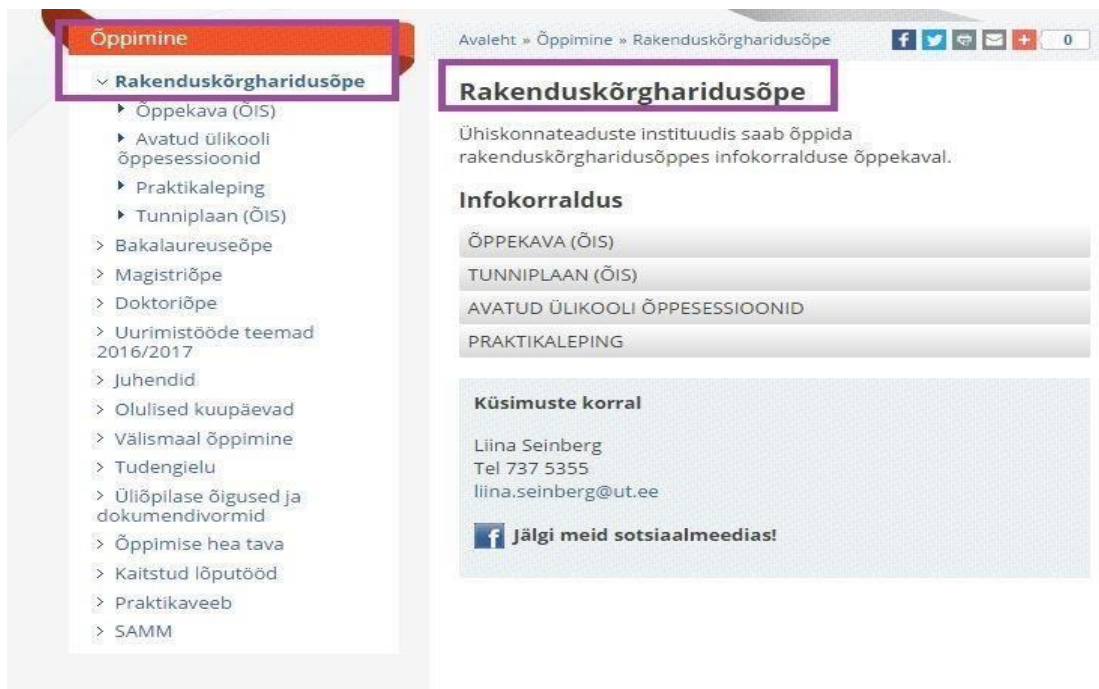 Õppimine
Rakenduskõrgharidusõpe
Õppekava (ÕIS)
Avatud ülikooli
õppesessioonid
Praktikaleping
Tunniplaan (ÕIS)
Bakalaureuseõpe
Magistriõpe
Doktoriõpe
Uurimistööde teemad
2016/2017
Juhendid
Olulised kuupäevad
Välismaal õppimine
Tudengielu
Üliõpilase õigused ja
dokumendivormid
Õppimise hea tava
Kaitstud lõputööd
Praktikaveeb
SAMM
Avaleht » Õppimine » Rakenduskõrgharidusõpe
0
Rakenduskõrgharidusõpe
Ühiskonnateaduste instituudis saab õppida
rakenduskõrgharidusõppes infokorralduse õppekaval.
Infokorraldus
ÕPPEKAVA (ÕIS)
TUNNIPLAAN (ÕIS)
AVATUD ÜLIKOOLI ÕPPESESSIOONID
PRAKTIKALEPING
Küsimuste korral
Liina Seinberg
Tel 737 5355
liina.seinberg@ut.ee
Jälgi meid sotsiaalmeedias!